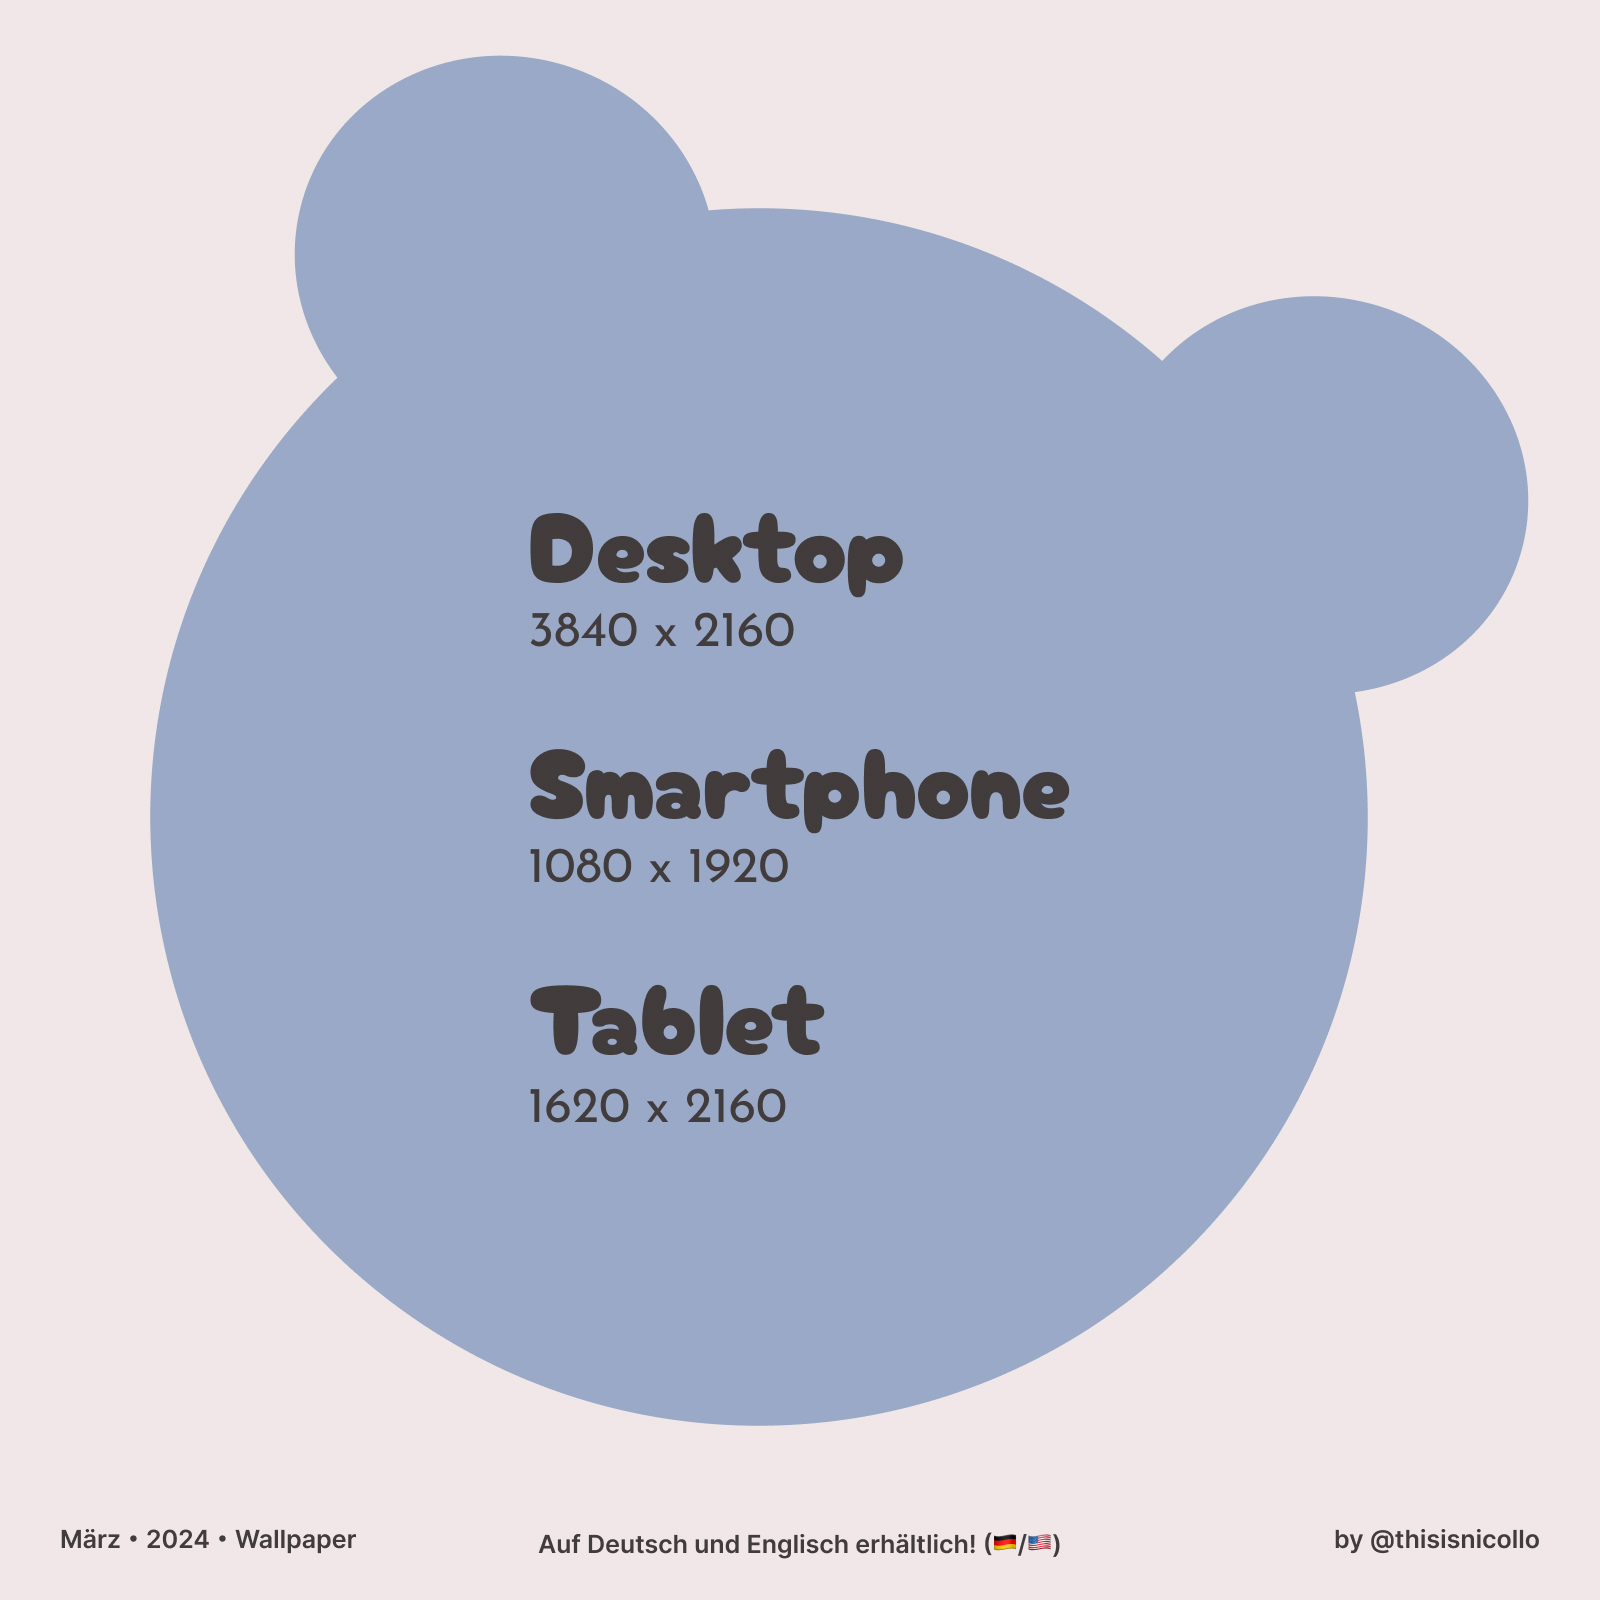 Desktop
3840 x 2160
Smartphone
1080 x 1920
Tablet
1620 x 2160
März • 2024 • Wallpaper
Auf Deutsch und Englisch erhältlich! (🇩🇪/🇺🇸)
by @thisisnicollo